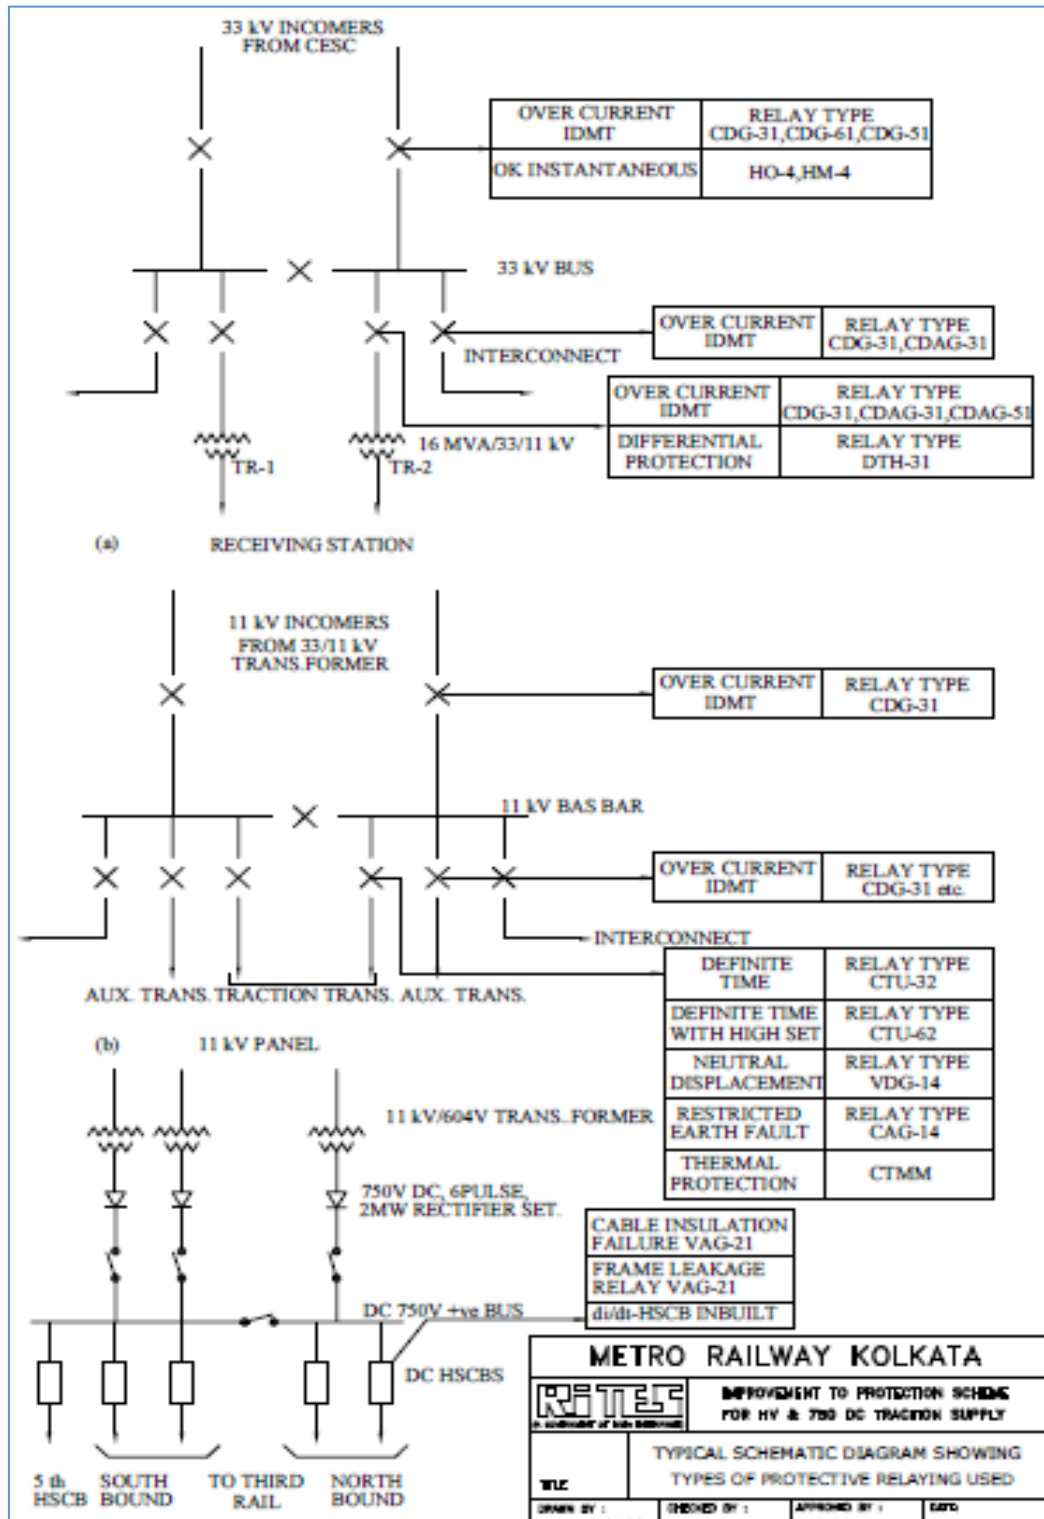 33 kV INCOMERS
FROM CESC
OVER CURRENT
IDMT
RELAY TYPE
CDG-31,CDG-61,CDG-51
OK INSTANTANEOUS
HO-4,HM-4
33 kV BUS
OVER CURRENT
IDMT
RELAY TYPE
CDG-31,CDAG-31
INTERCONNECT
OVER CURRENT
IDMT
RELAY TYPE
CDG-31,CDAG-31,CDAG-51
DIFFERENTIAL
PROTECTION
RELAY TYPE
DTH-31
16 MVA/33/11 kV
TR-1
TR-2
(a) RECEIVING STATION
11 kV INCOMERS
FROM 33/11 kV
TRANS.FORMER
OVER CURRENT
IDMT
RELAY TYPE
CDG-31
11 kV BAS BAR
OVER CURRENT
IDMT
RELAY TYPE
CDG-31 etc.
INTERCONNECT
AUX. TRANS. TRACTION TRANS. AUX. TRANS.
DEFINITE
TIME
RELAY TYPE
CTU-32
DEFINITE TIME
WITH HIGH SET
RELAY TYPE
CTU-62
NEUTRAL
DISPLACEMENT
RELAY TYPE
VDG-14
RESTRICTED
EARTH FAULT
RELAY TYPE
CAG-14
THERMAL
PROTECTION
CTMM
(b) 11 kV PANEL
11 kV/604V TRANS..FORMER
750V DC, 6PULSE,
2MW RECTIFIER SET.
CABLE INSULATION
FAILURE VAG-21
FRAME LEAKAGE
RELAY VAG-21
di/dt-HSCB INBUILT
DC 750V +ve BUS
DC HSCBS
5 th
HSCB
SOUTH
BOUND
TO THIRD
RAIL
NORTH
BOUND
METRO RAILWAY KOLKATA
RITES
IMPROVEMENT TO PROTECTION SCHEME
FOR HV & 750 DC TRACTION SUPPLY
TITLE
TYPICAL SCHEMATIC DIAGRAM SHOWING
TYPES OF PROTECTIVE RELAYING USED
DRAWN BY :
CHECKED BY :
APPROVED BY :
DATE